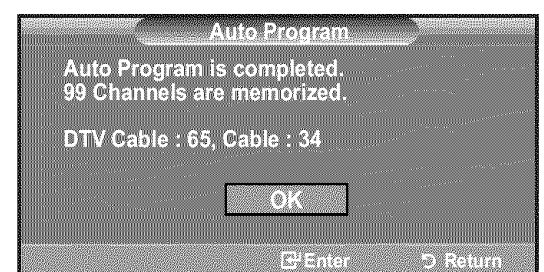 Auto Program
Auto Program is completed.
99 Channels are memorized.
DTV Cable : 65, Cable : 34
OK
Enter Return